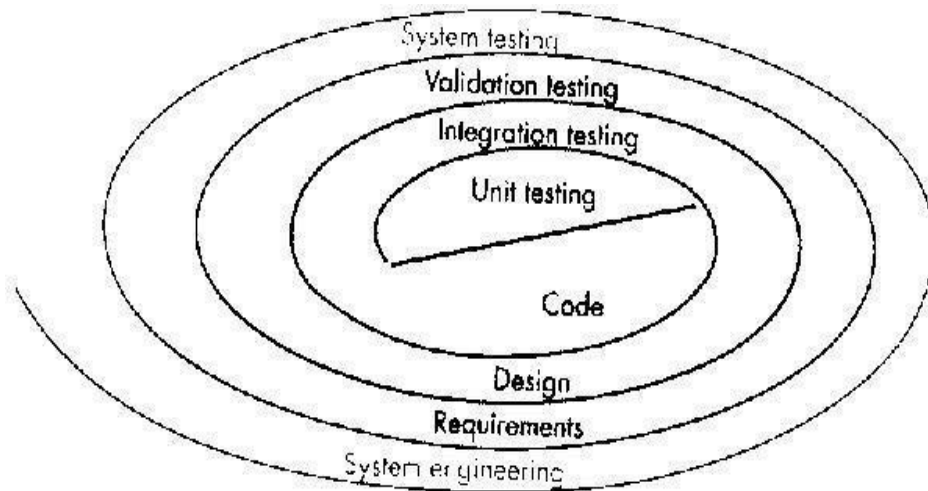 System testing
Validation testing
Integration testing
Unit testing
Code
Design
Requirements
System engineering